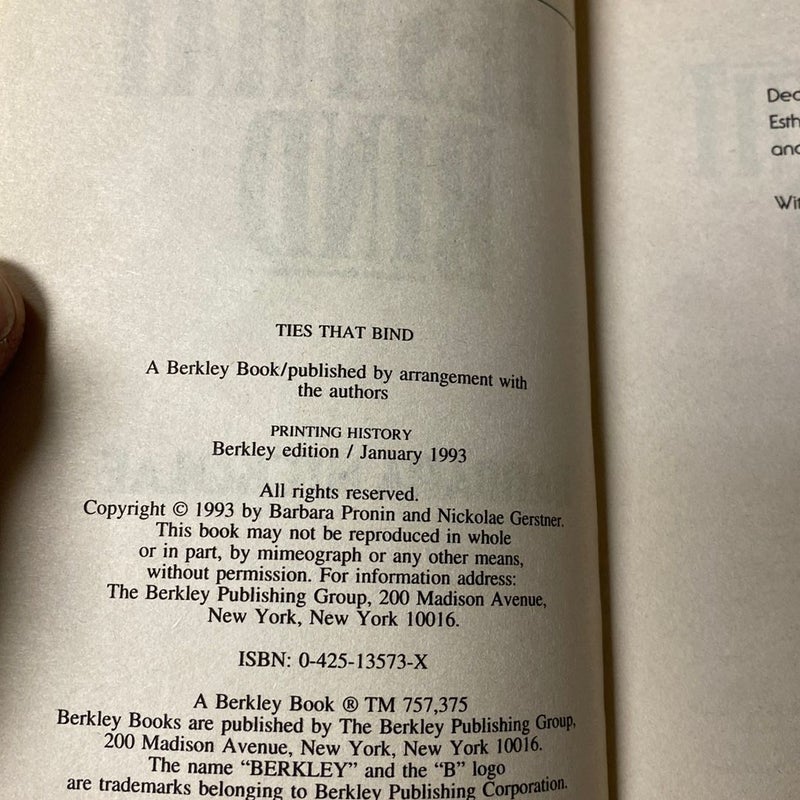 TIES THAT BIND
A Berkley Book/published by arrangement with
the authors
PRINTING HISTORY
Berkley edition / January 1993
All rights reserved.
Copyright © 1993 by Barbara Pronin and Nickolae Gerstner.
This book may not be reproduced in whole
or in part, by mimeograph or any other means,
without permission. For information address:
The Berkley Publishing Group, 200 Madison Avenue,
New York, New York 10016.
ISBN: 0-425-13573-X
A Berkley Book ® TM 757,375
Berkley Books are published by The Berkley Publishing Group,
200 Madison Avenue, New York, New York 10016.
The name “BERKLEY” and the “B” logo
are trademarks belonging to Berkley Publishing Corporation.